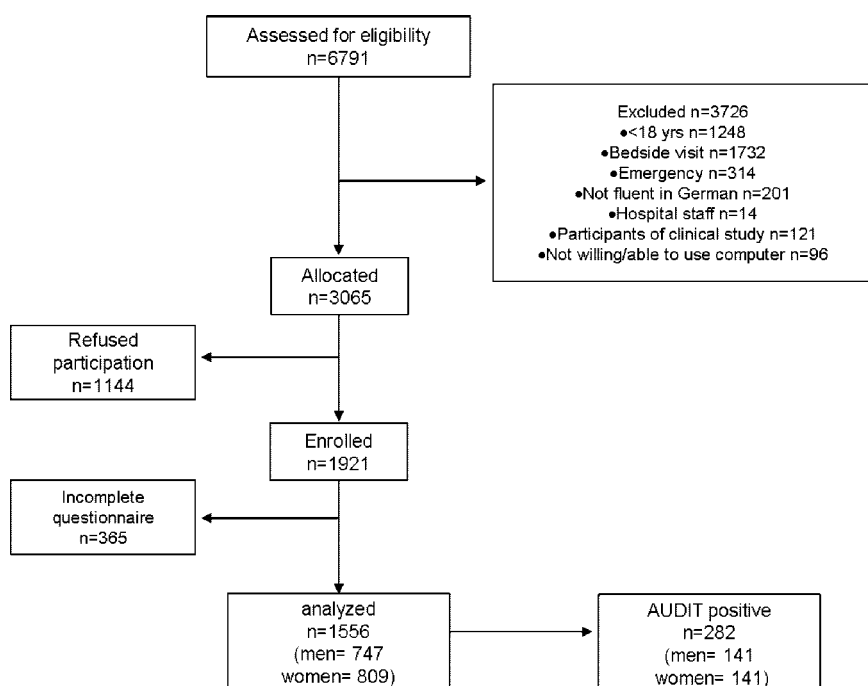 Assessed for eligibility
n=6791
Excluded n=3726
•<18 yrs n=1248
•Bedside visit n=1732
•Emergency n=314
•Not fluent in German n=201
•Hospital staff n=14
•Participants of clinical study n=121
•Not willing/able to use computer n=96
Allocated
n=3065
Refused
participation
n=1144
Enrolled
n=1921
Incomplete
questionnaire
n=365
analyzed
n=1556
(men= 747
women= 809)
AUDIT positive
n=282
(men= 141
women= 141)